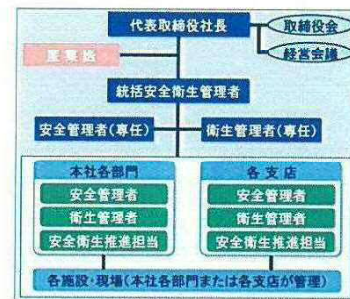 代表取締役社長
取締役会
経営会議
産業医
統括安全衛生管理者
安全管理者(専任)
衛生管理者(専任)
本社各部門
各支店
安全管理者
安全管理者
衛生管理者
衛生管理者
安全衛生推進担当
安全衛生推進担当
各施設・現場(本社各部門または各支店が管理)